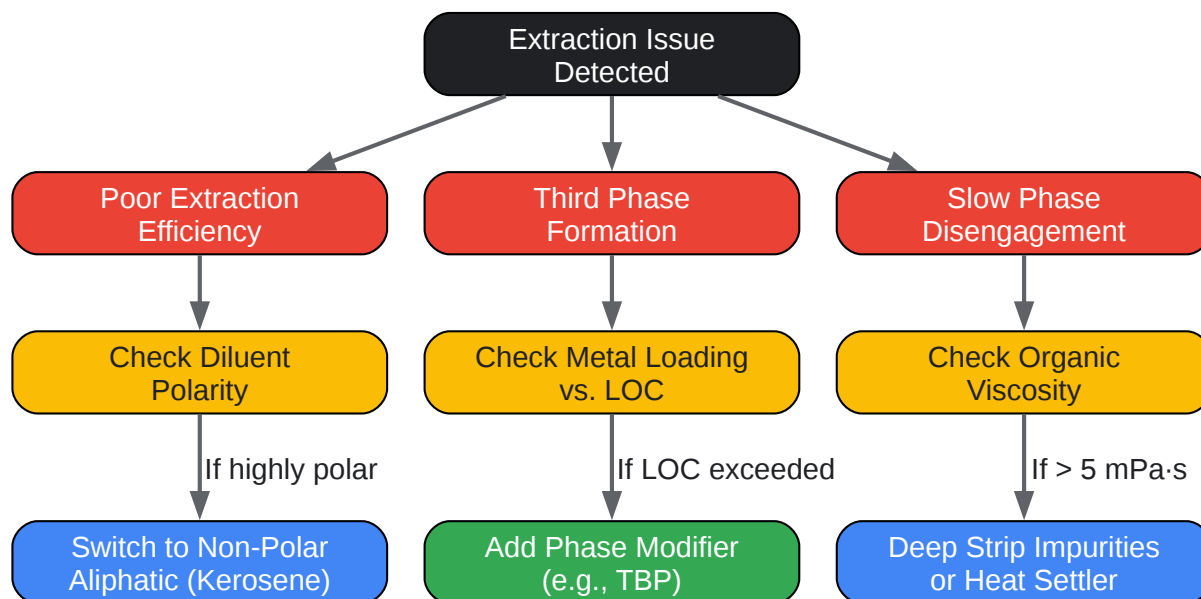 Extraction Issue
Detected
Poor Extraction
Efficiency
Third Phase
Formation
Slow Phase
Disengagement
Check Diluent
Polarity
Check Metal Loading
vs. LOC
Check Organic
Viscosity
If highly polar
If LOC exceeded
If > 5 mPa·s
Switch to Non-Polar
Aliphatic (Kerosene)
Add Phase Modifier
(e.g., TBP)
Deep Strip Impurities
or Heat Settler